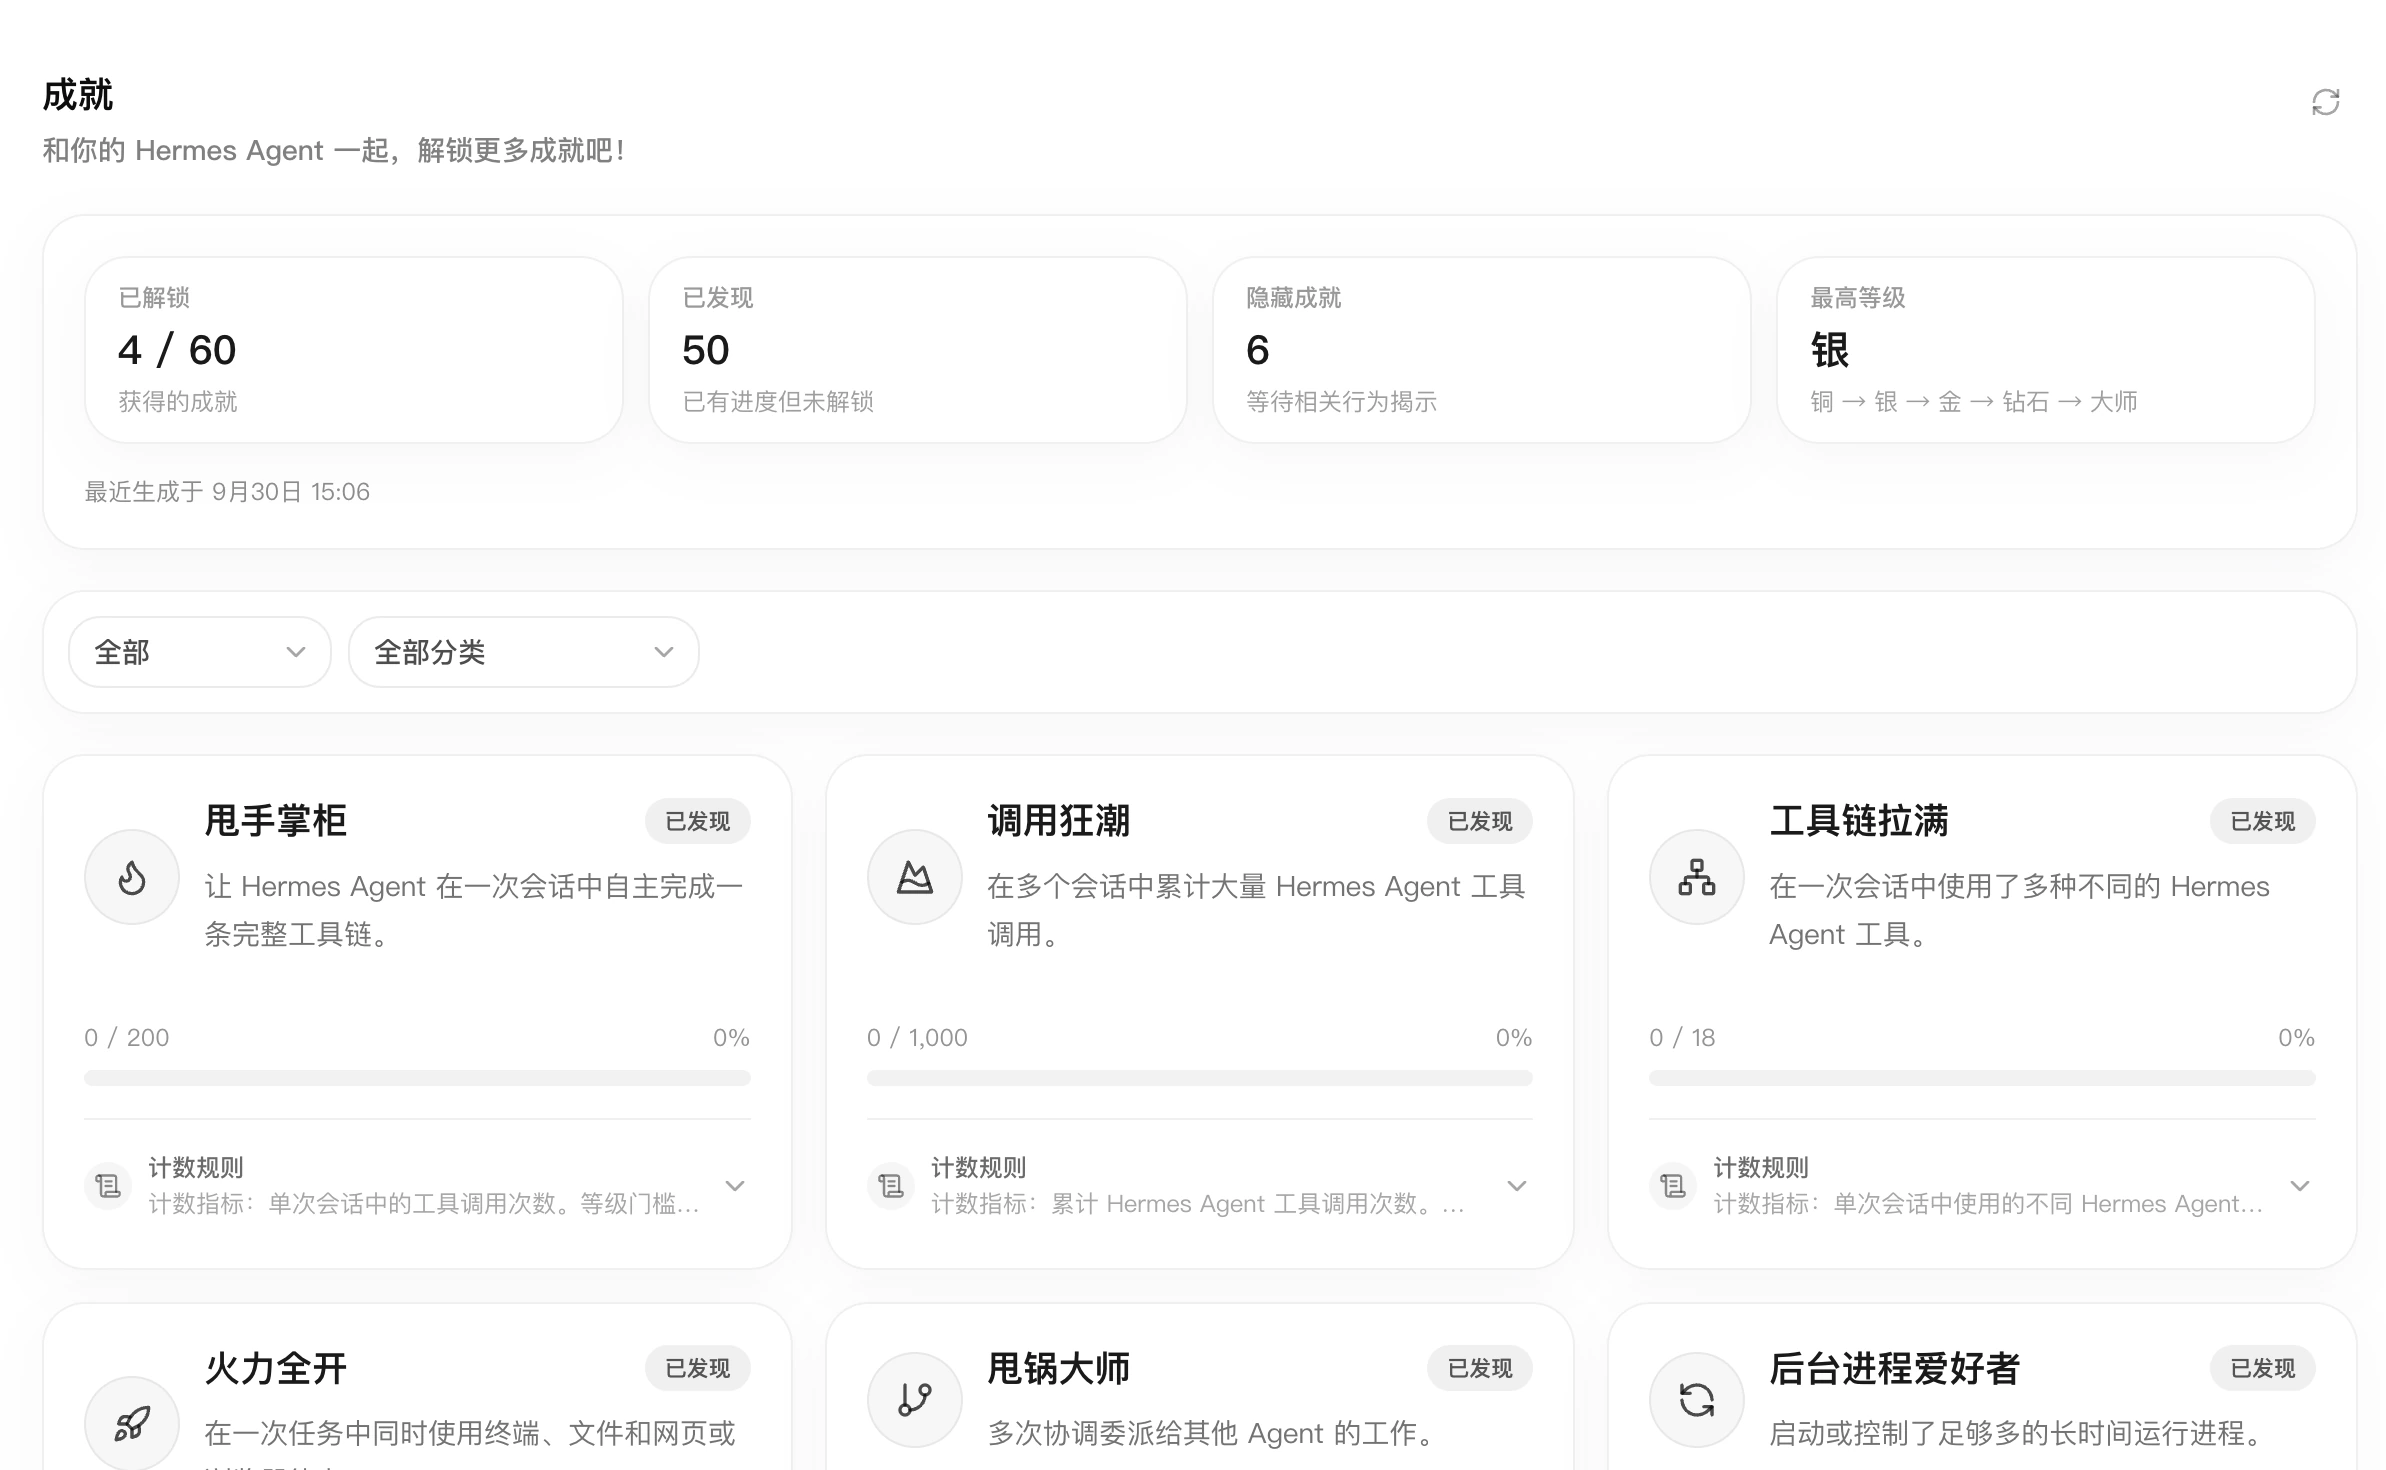 成就
和你的 Hermes Agent 一起，解锁更多成就吧！
已解锁
4 / 60
获得的成就
已发现
50
已有进度但未解锁
隐藏成就
6
等待相关行为揭示
最高等级
银
铜 → 银 → 金 → 钻石 → 大师
最近生成于 9月30日 15:06
全部
全部分类
甩手掌柜
已发现
让 Hermes Agent 在一次会话中自主完成一
条完整工具链。
0 / 200
0%
计数规则
计数指标：单次会话中的工具调用次数。等级门槛...
调用狂潮
已发现
在多个会话中累计大量 Hermes Agent 工具
调用。
0 / 1,000
0%
计数规则
计数指标：累计 Hermes Agent 工具调用次数。...
工具链拉满
已发现
在一次会话中使用了多种不同的 Hermes
Agent 工具。
0 / 18
0%
计数规则
计数指标：单次会话中使用的不同 Hermes Agent...
火力全开
已发现
在一次任务中同时使用终端、文件和网页或
甩锅大师
已发现
多次协调委派给其他 Agent 的工作。
后台进程爱好者
已发现
启动或控制了足够多的长时间运行进程。